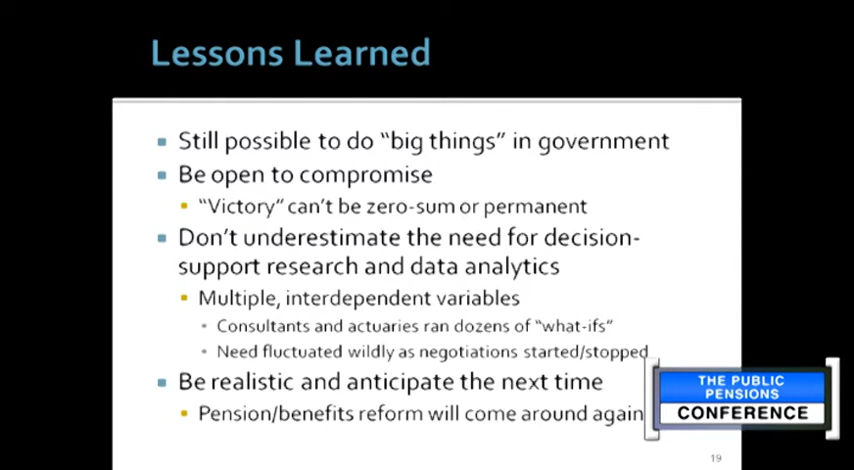 Lessons Learned
Still possible to do “big things” in government
Be open to compromise
“Victory” can’t be zero-sum or permanent
Don’t underestimate the need for decision-
support research and data analytics
Multiple, interdependent variables
Consultants and actuaries ran dozens of “what-ifs”
Need fluctuated wildly as negotiations started/stopped
Be realistic and anticipate the next time
Pension/benefits reform will come around again
THE PUBLIC
PENSIONS
CONFERENCE
19